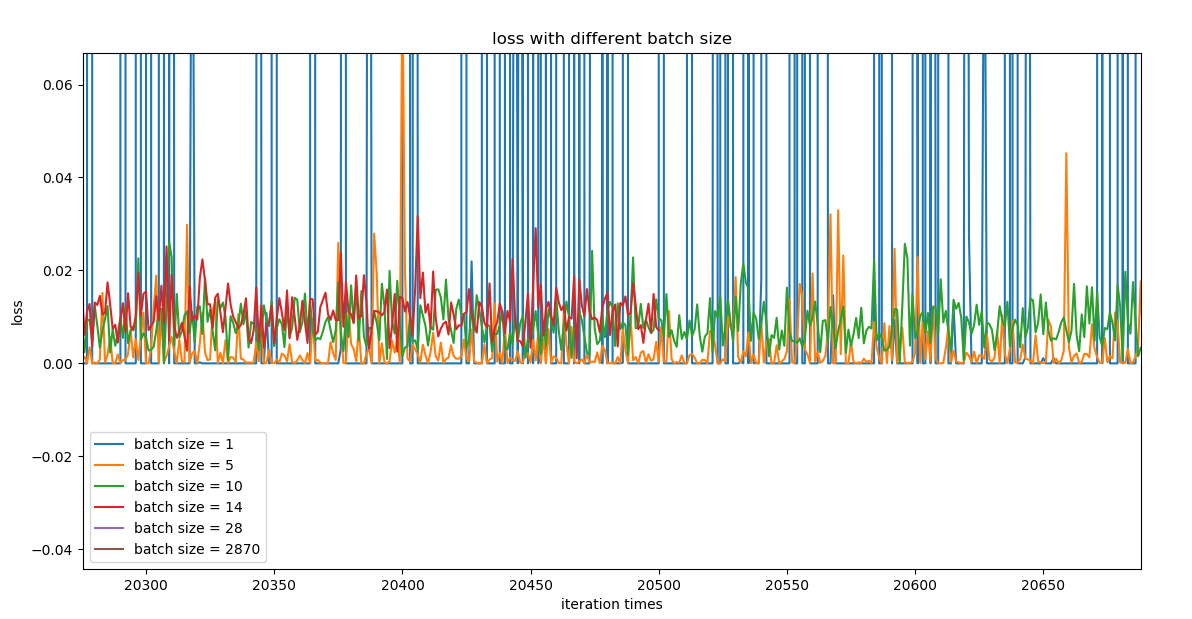 loss with different batch size
loss
0.06
0.04
0.02
0.00
−0.02
−0.04
batch size = 1
batch size = 5
batch size = 10
batch size = 14
batch size = 28
batch size = 2870
20300 20350 20400 20450 20500 20550 20600 20650
iteration times